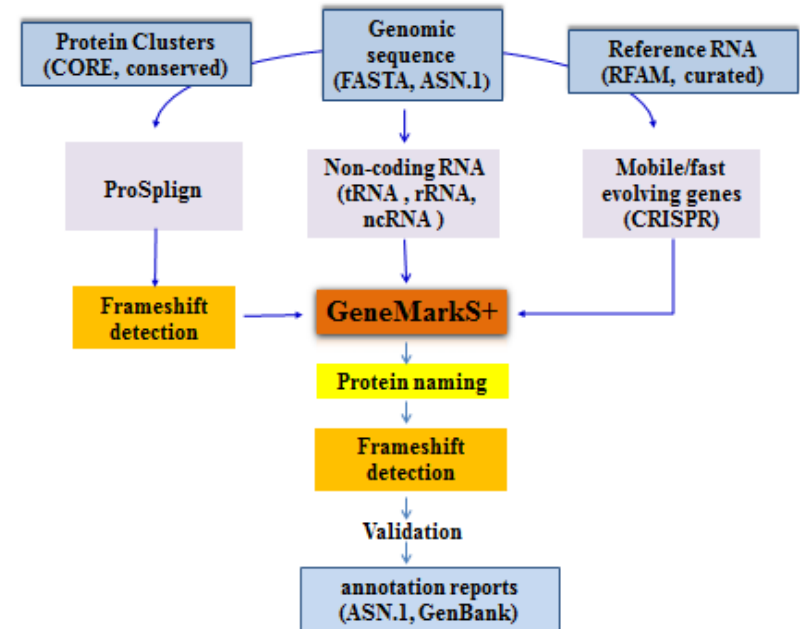 Protein Clusters
(CORE, conserved)
Genomic
sequence
(FASTA, ASN.1)
Reference RNA
(RFAM, curated)
ProSplign
Non-coding RNA
(tRNA , rRNA,
ncRNA )
Mobile/fast
evolving genes
(CRISPR)
Frameshift
detection
GeneMarkS+
Protein naming
Frameshift
detection
Validation
annotation reports
(ASN.1, GenBank)